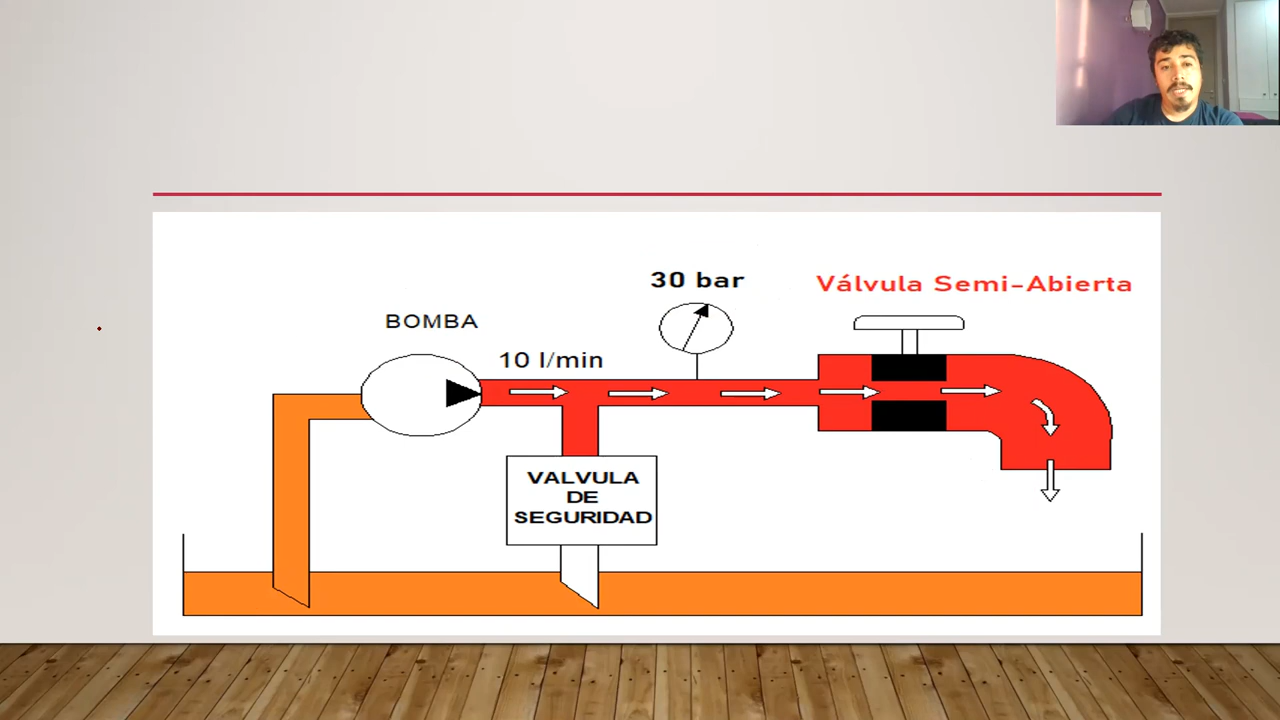 30 bar
Válvula Semi-Abierta
BOMBA
10 l/min
VALVULA
DE
SEGURIDAD